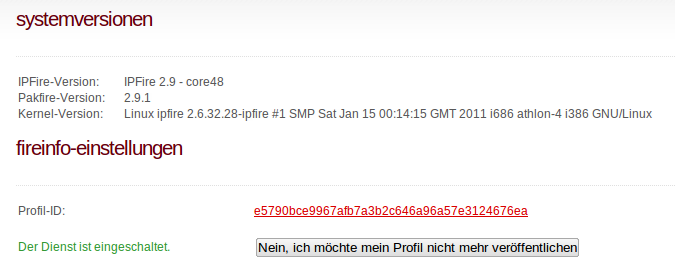 systemversionen
IPFire-Version: IPFire 2.9 - core48
Pakfire-Version: 2.9.1
Kernel-Version: Linux ipfire 2.6.32.28-ipfire #1 SMP Sat Jan 15 00:14:15 GMT 2011 i686 athlon-4 i386 GNU/Linux
fireinfo-einstellungen
Profil-ID: e5790bce9967afb7a3b2c646a96a57e3124676ea
Der Dienst ist eingeschaltet. Nein, ich möchte mein Profil nicht mehr veröffentlichen